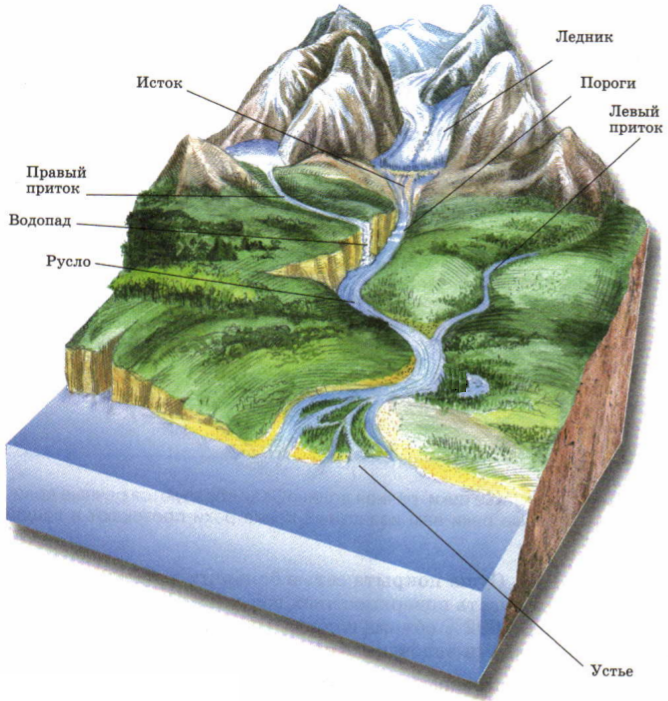 Ледник
Исток
Пороги
Левый
приток
Правый
приток
Водопад
Русло
Устье